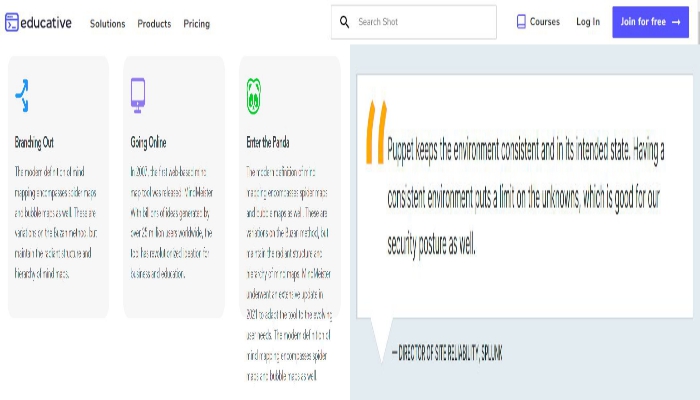 educative
Solutions Products Pricing
Search Shot
Courses Log In Join for free
Branching Out
The modern definition of mind
mapping encompasses spider maps
and bubble maps as well. These are
variations on the Buzan method, but
maintain the radiant structure and
hierarchy of mind maps.
Going Online
In 2007, the first web-based mind
map tool was released: MindMeister
With billions of ideas generated by
over 25 million users worldwide, the
tool has revolutionized ideation for
business and education.
Enter the Panda
The modern definition of mind
mapping encompasses spider maps
and bubble maps as well. These are
variations on the Buzan method, but
maintain the radiant structure and
hierarchy of mind maps. MindMeister
underwent an extensive update in
2021 to adapt the tool to the evolving
user needs. The modern definition of
mind mapping encompasses spider
maps and bubble maps as well.
“
Puppet keeps the environment consistent and in its intended state. Having a
consistent environment puts a limit on the unknowns, which is good for our
security posture as well.
— DIRECTOR OF SITE RELIABILITY, SPLUNK